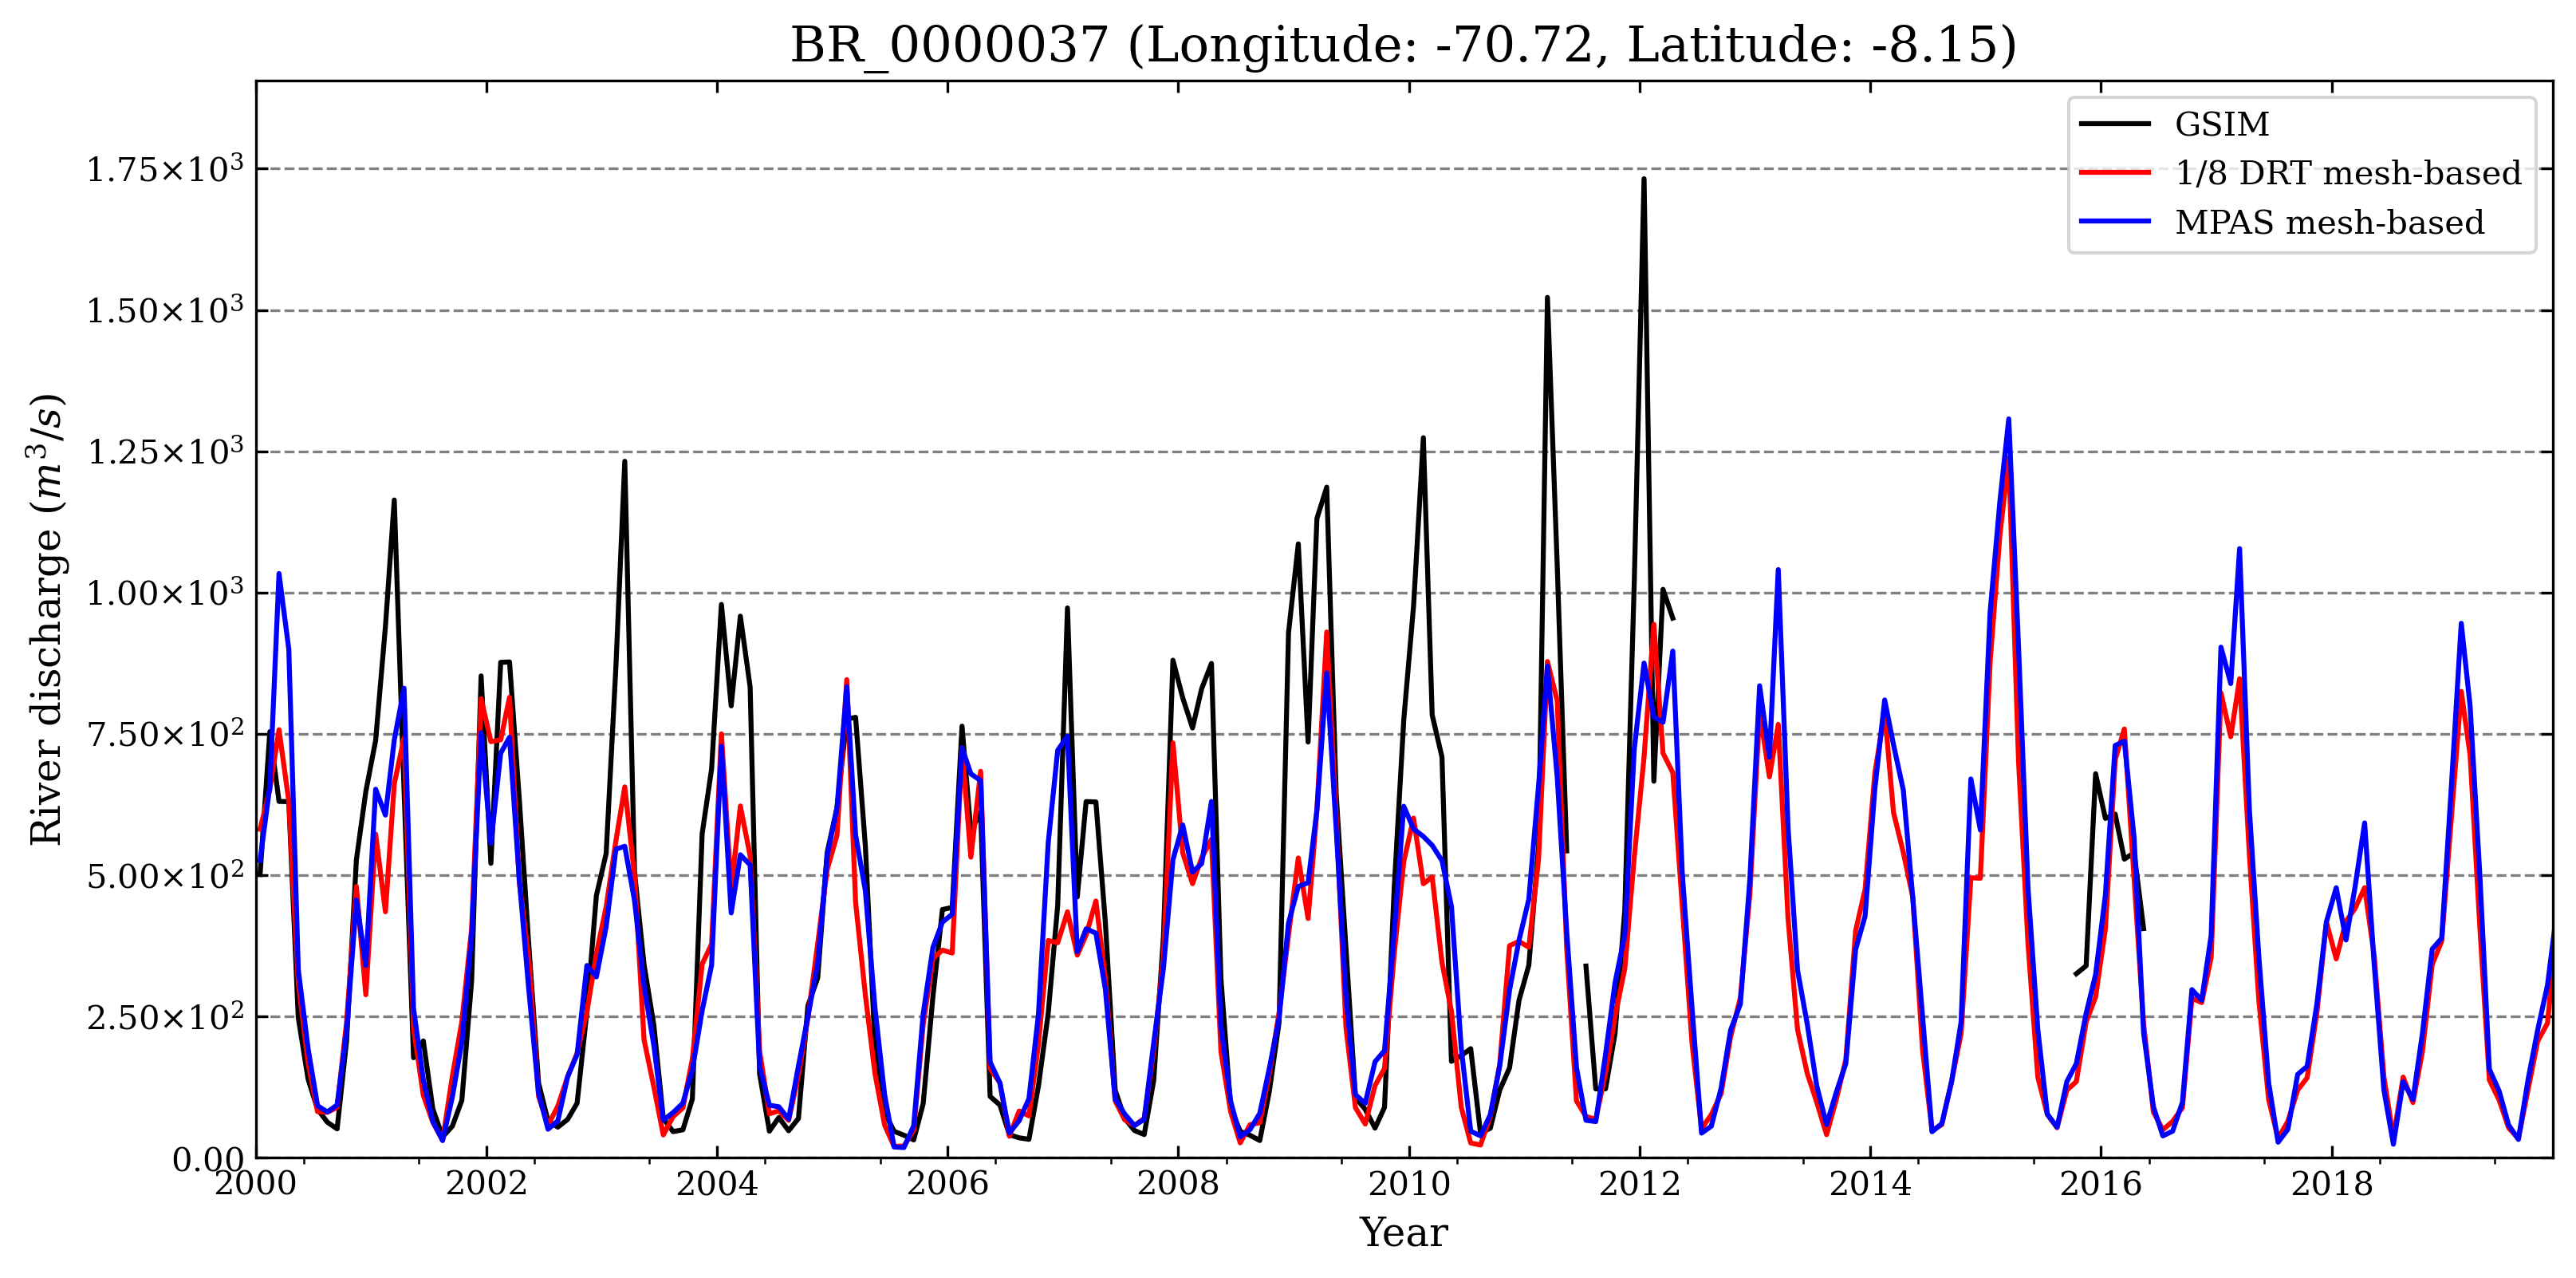 BR_0000037 (Longitude: -70.72, Latitude: -8.15)
GSIM
1/8 DRT mesh-based
MPAS mesh-based
River discharge (m³/s)
1.75×10³
1.50×10³
1.25×10³
1.00×10³
7.50×10²
5.00×10²
2.50×10²
0.00
2000 2002 2004 2006 2008 2010 2012 2014 2016 2018
Year